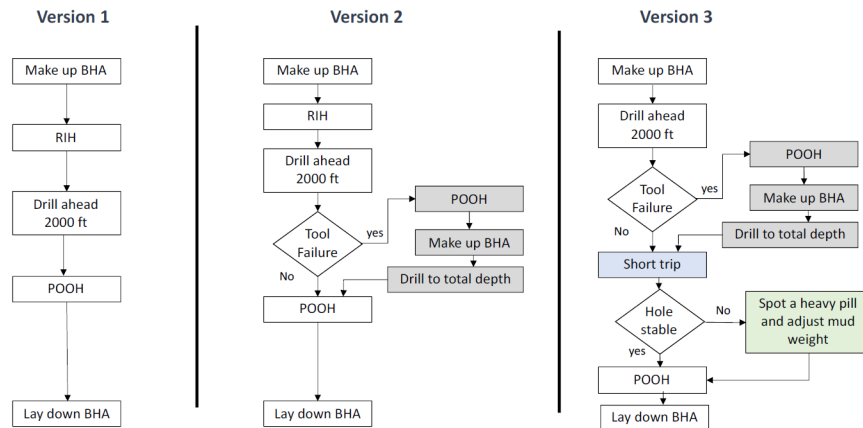 Version 1
Make up BHA
RIH
Drill ahead
2000 ft
POOH
Lay down BHA
Version 2
Make up BHA
RIH
Drill ahead
2000 ft
Tool
Failure
yes
No
POOH
Make up BHA
Drill to total depth
POOH
Lay down BHA
Version 3
Make up BHA
Drill ahead
2000 ft
Tool
Failure
yes
No
POOH
Make up BHA
Drill to total depth
Short trip
Hole
stable
No
yes
Spot a heavy pill
and adjust mud
weight
POOH
Lay down BHA